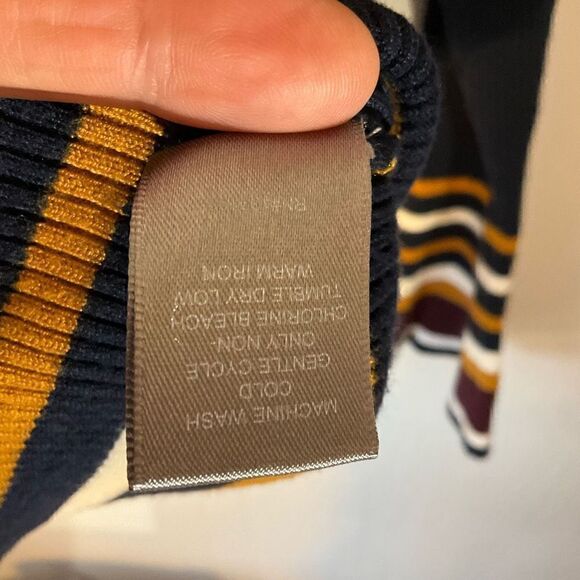 MACHINE WASH
COLD
GENTLE CYCLE
ONLY NON-
CHLORINE BLEACH
TUMBLE DRY LOW
WARM IRON